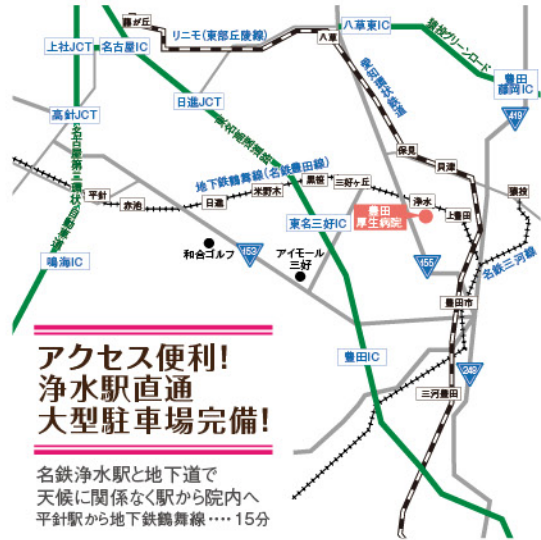 藤が丘
リニモ(東部丘陵線)
八草東IC
猿投グリーンロード
上社JCT
名古屋IC
八草
豊田
藤岡IC
日進JCT
愛知環状鉄道
419
高針JCT
東名高速道路
名古屋第二環状自動車道
保見
貝津
地下鉄鶴舞線(名鉄豊田線)
猿投
平針
赤池
日進
米野木
黒笹
三好ヶ丘
浄水
上豊田
豊田
厚生病院
東名三好IC
和合ゴルフ
153
アイモール
三好
155
名鉄三河線
鳴海IC
豊田市
豊田IC
248
三河豊田
アクセス便利!
浄水駅直通
大型駐車場完備!
名鉄浄水駅と地下道で
天候に関係なく駅から院内へ
平針駅から地下鉄鶴舞線‥‥15分